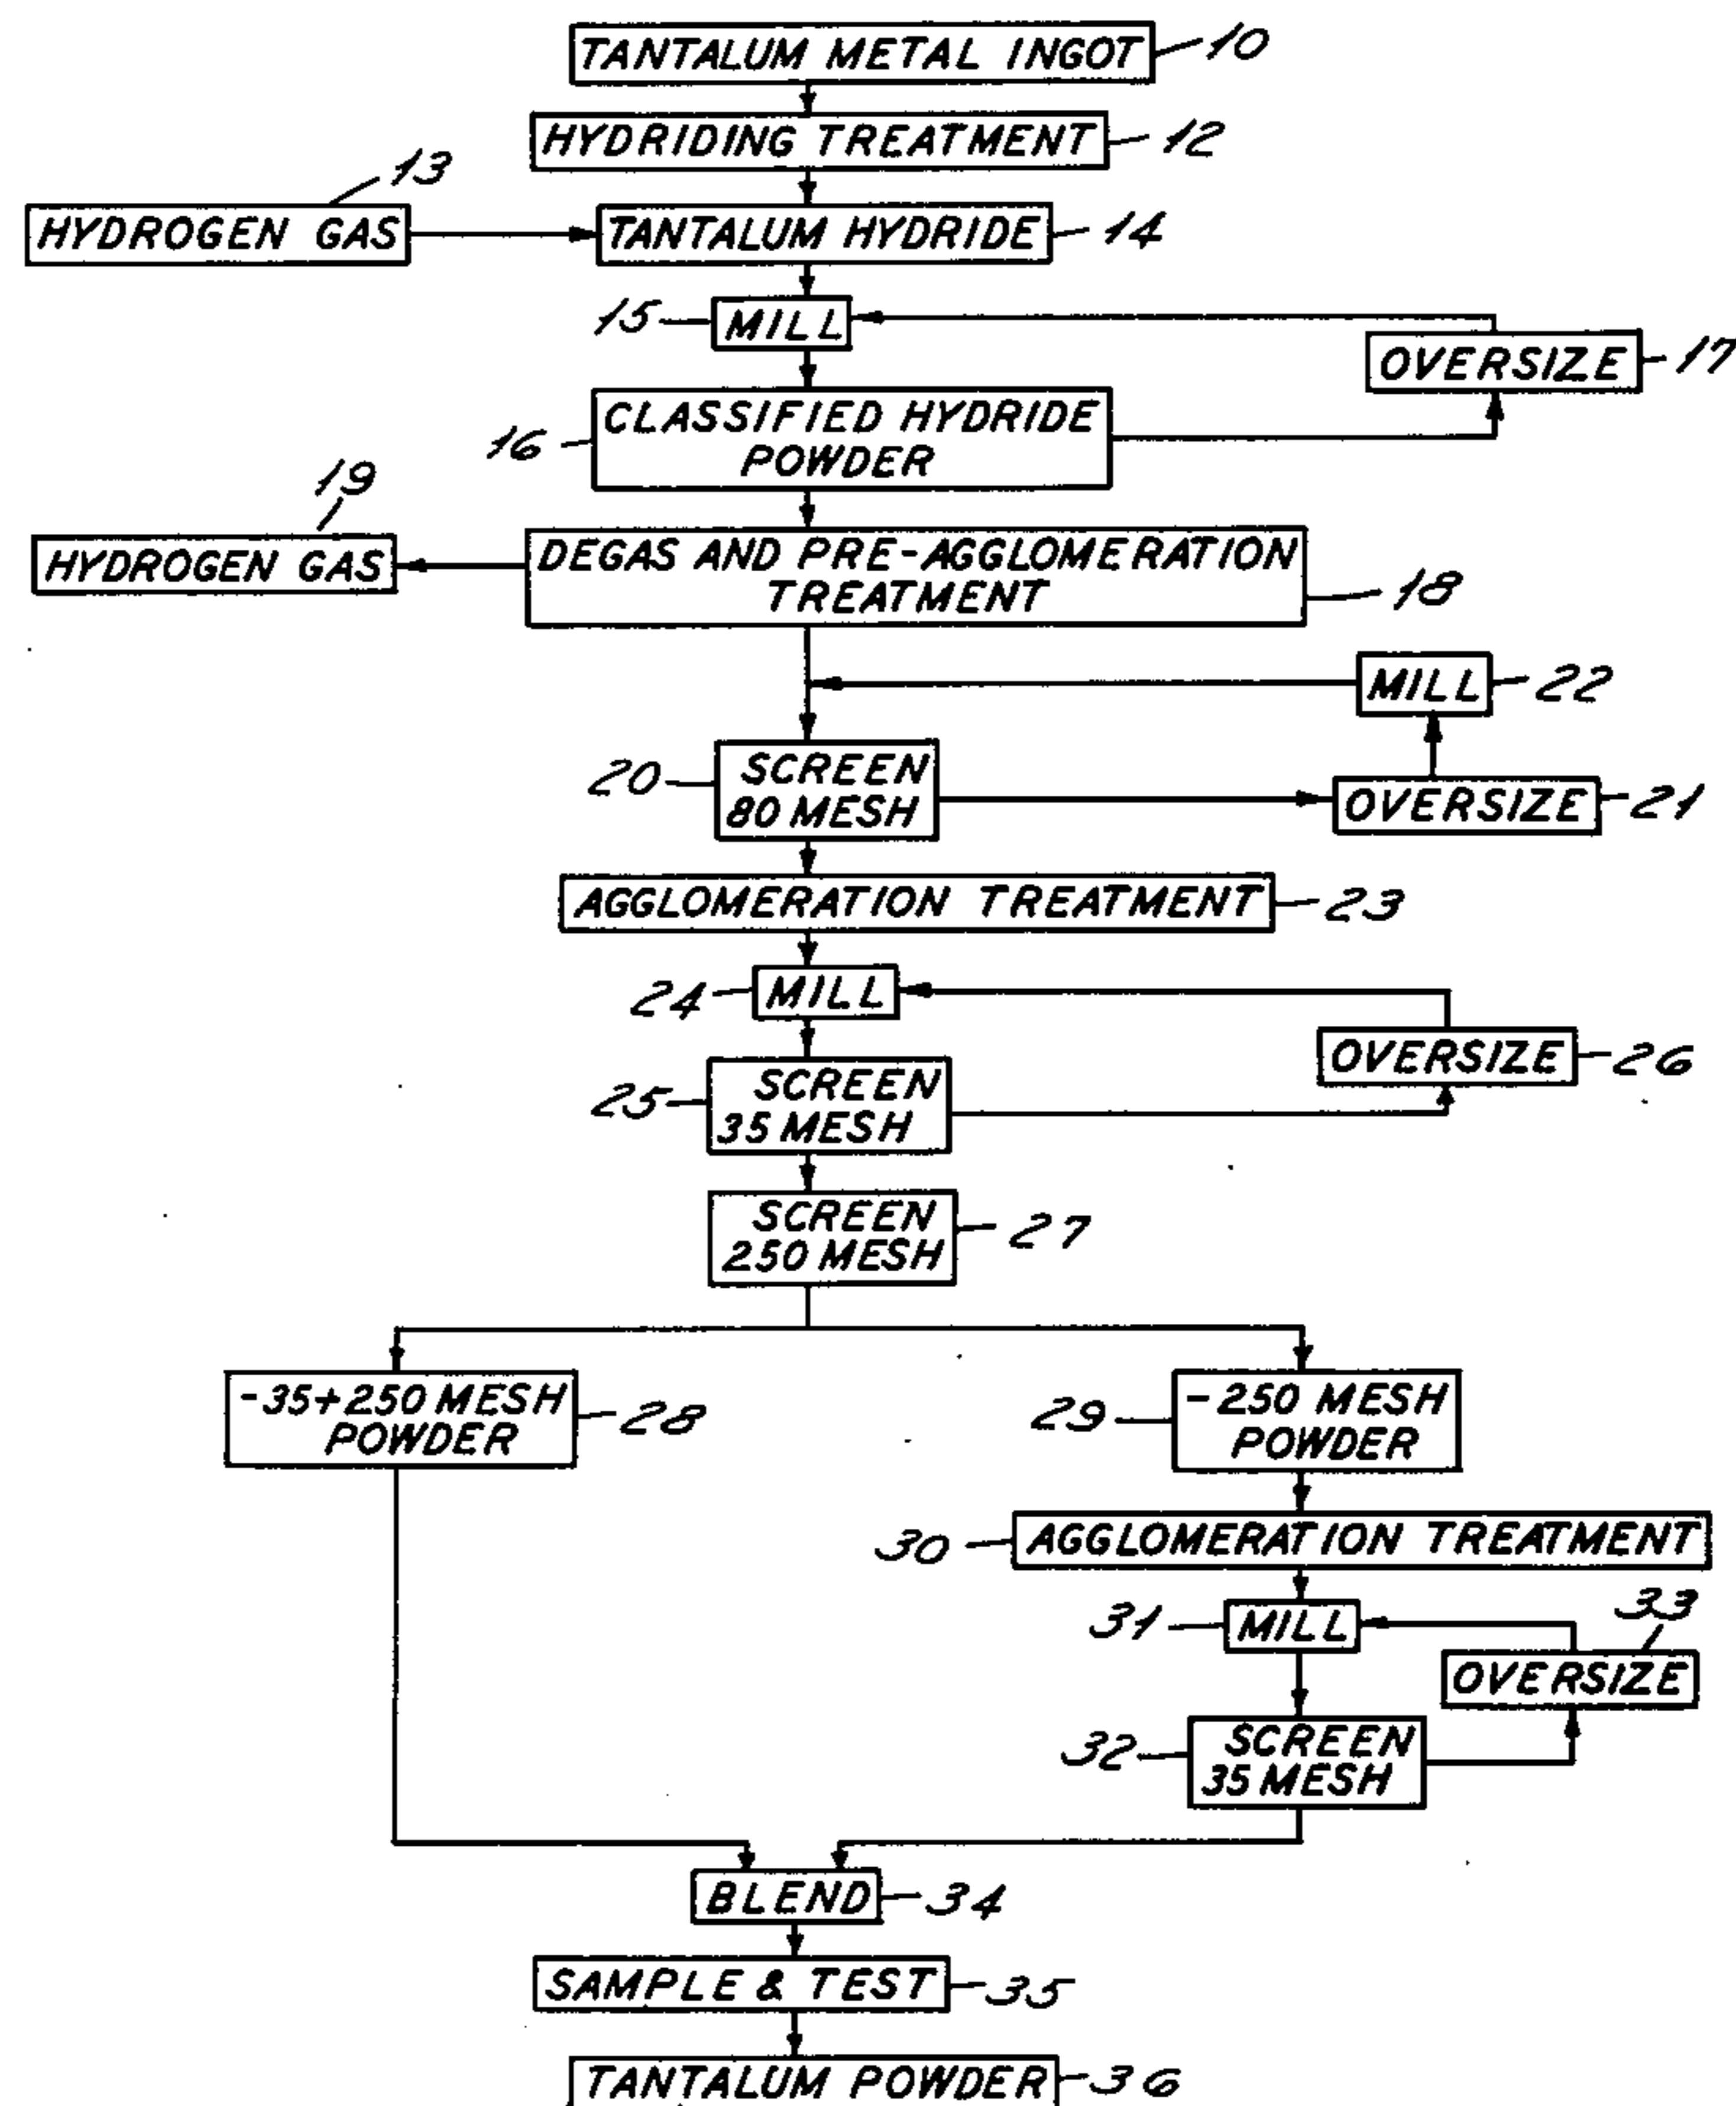 TANTALUM METAL INGOT 10
HYDRIDING TREATMENT 12
13
HYDROGEN GAS
TANTALUM HYDRIDE 14
15 MILL
OVERSIZE 17
CLASSIFIED HYDRIDE
POWDER
16
19
HYDROGEN GAS
DEGAS AND PRE-AGGLOMERATION
TREATMENT
18
MILL 22
20 SCREEN
80 MESH
OVERSIZE 21
AGGLOMERATION TREATMENT 23
24 MILL
OVERSIZE 26
25 SCREEN
35 MESH
SCREEN
250 MESH
27
-35+250 MESH
POWDER
28
29 -250 MESH
POWDER
30 AGGLOMERATION TREATMENT
31 MILL
33
OVERSIZE
32 SCREEN
35 MESH
BLEND 34
SAMPLE & TEST 35
TANTALUM POWDER 36